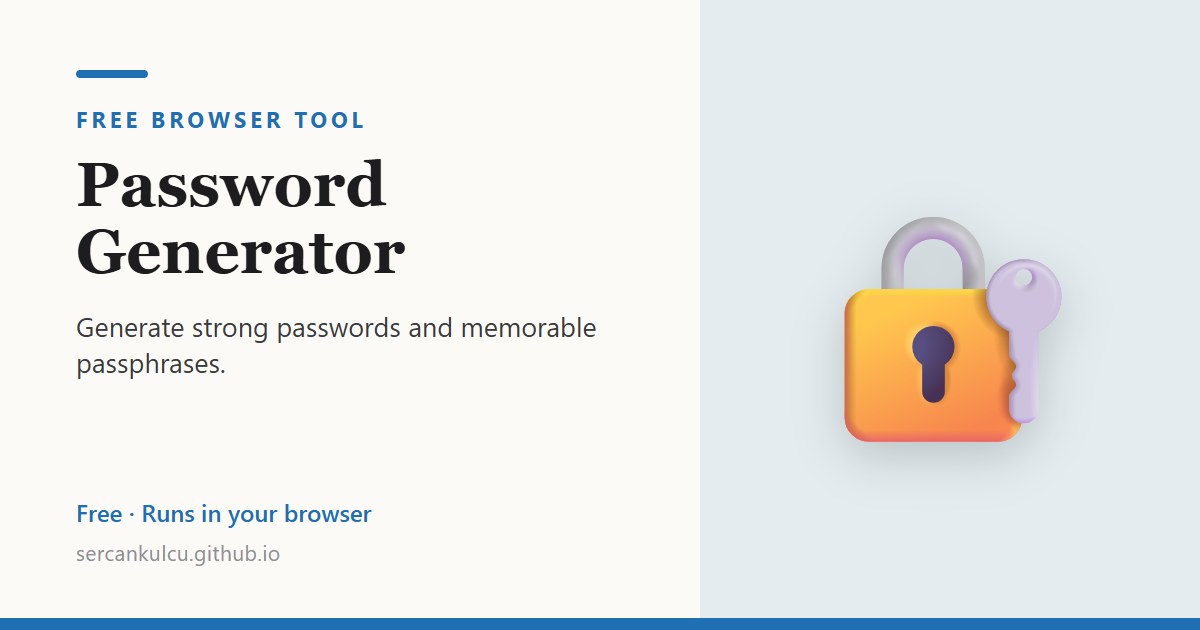 FREE BROWSER TOOL
Password
Generator
Generate strong passwords and memorable
passphrases.
Free · Runs in your browser
sercankulcu.github.io